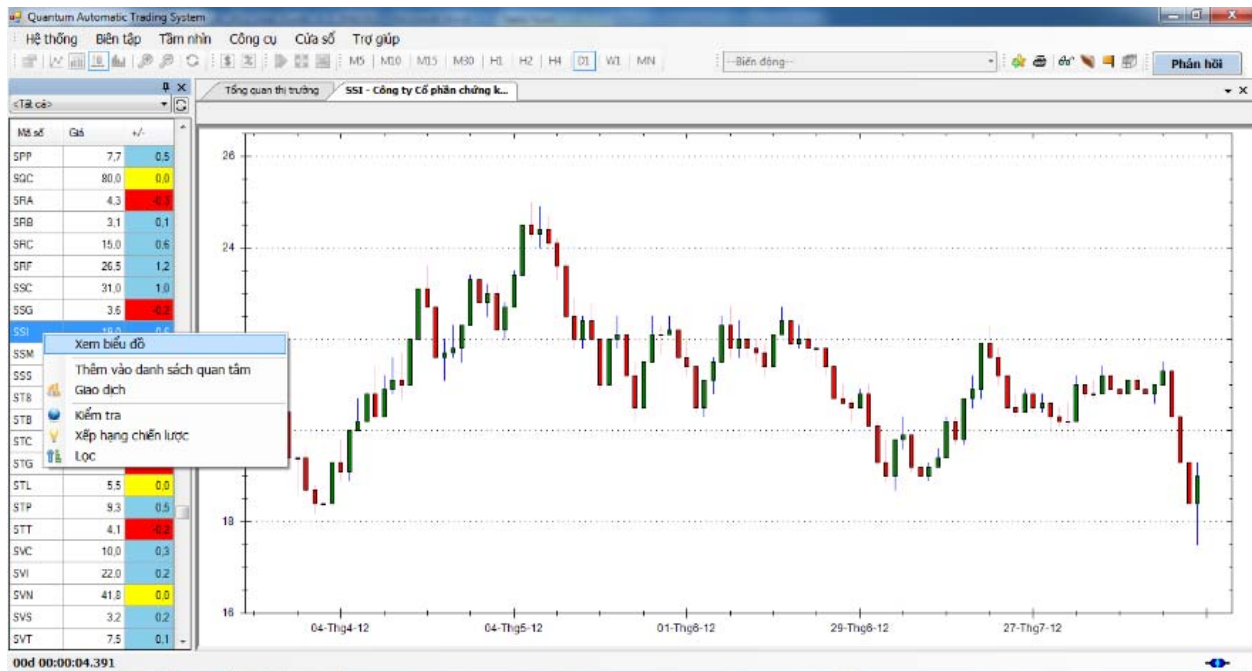 Quantum Automatic Trading System
Hệ thống Biên tập Tầm nhìn Công cụ Cửa sổ Trợ giúp
M5 M10 M15 M30 H1 H2 H4 D1 W1 MN --Biến động-- Phản hồi
Tổng quan thị trường SSI - Công ty Cổ phần chứng k...
<Tất cả>
Mã số Giá +/-
SPP 7,7 0,5
SQC 80,0 0,0
SRA 4,3 -0,3
SRB 3,1 0,1
SRC 15,0 0,6
SRF 26,5 1,2
SSC 31,0 1,0
SSG 3,6 -0,2
SSI
SSM
SSS
ST8
STB
STC
STG
STL 5,5 0,0
STP 9,3 0,5
STT 4,1 -0,2
SVC 10,0 0,3
SVI 22,0 0,2
SVN 41,8 0,0
SVS 3,2 0,2
SVT 7,5 0,1
Xem biểu đồ
Thêm vào danh sách quan tâm
Giao dịch
Kiểm tra
Xếp hạng chiến lược
Lọc
26
24
18
16
04-Thg4-12 04-Thg5-12 01-Thg6-12 29-Thg6-12 27-Thg7-12
00d 00:00:04.391